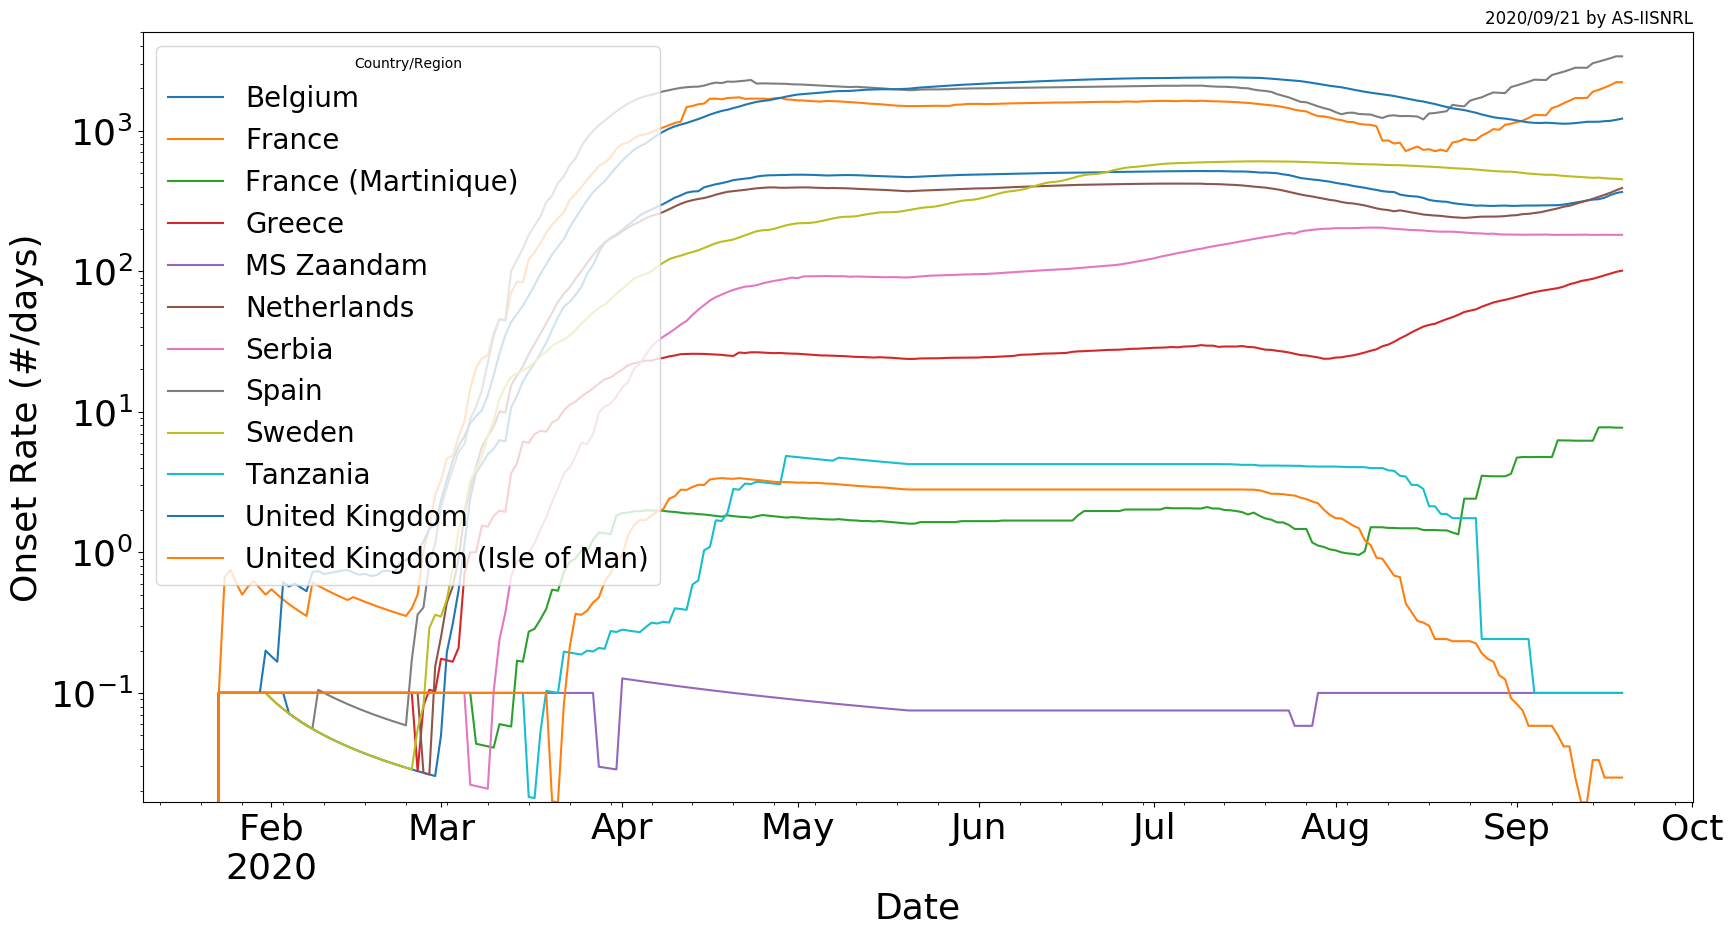 2020/09/21 by AS-IISNRL
Country/Region
Belgium
France
France (Martinique)
Greece
MS Zaandam
Netherlands
Serbia
Spain
Sweden
Tanzania
United Kingdom
United Kingdom (Isle of Man)
Onset Rate (#/days)
10³
10²
10¹
10⁰
10⁻¹
Feb Mar Apr May Jun Jul Aug Sep Oct
2020
Date